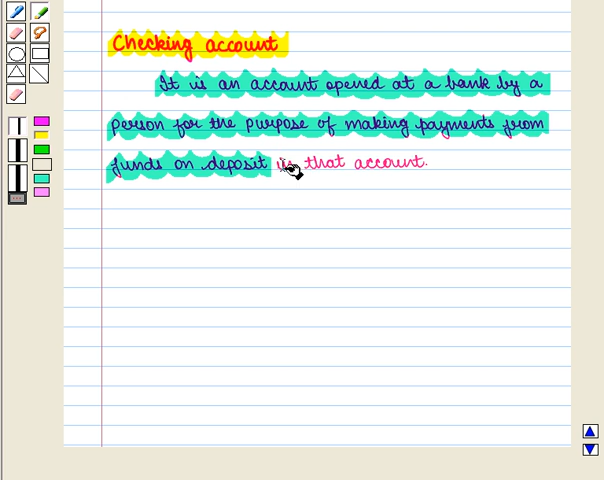 Checking account
It is an account opened at a bank by a
person for the purpose of making payments from
funds on deposit that account.